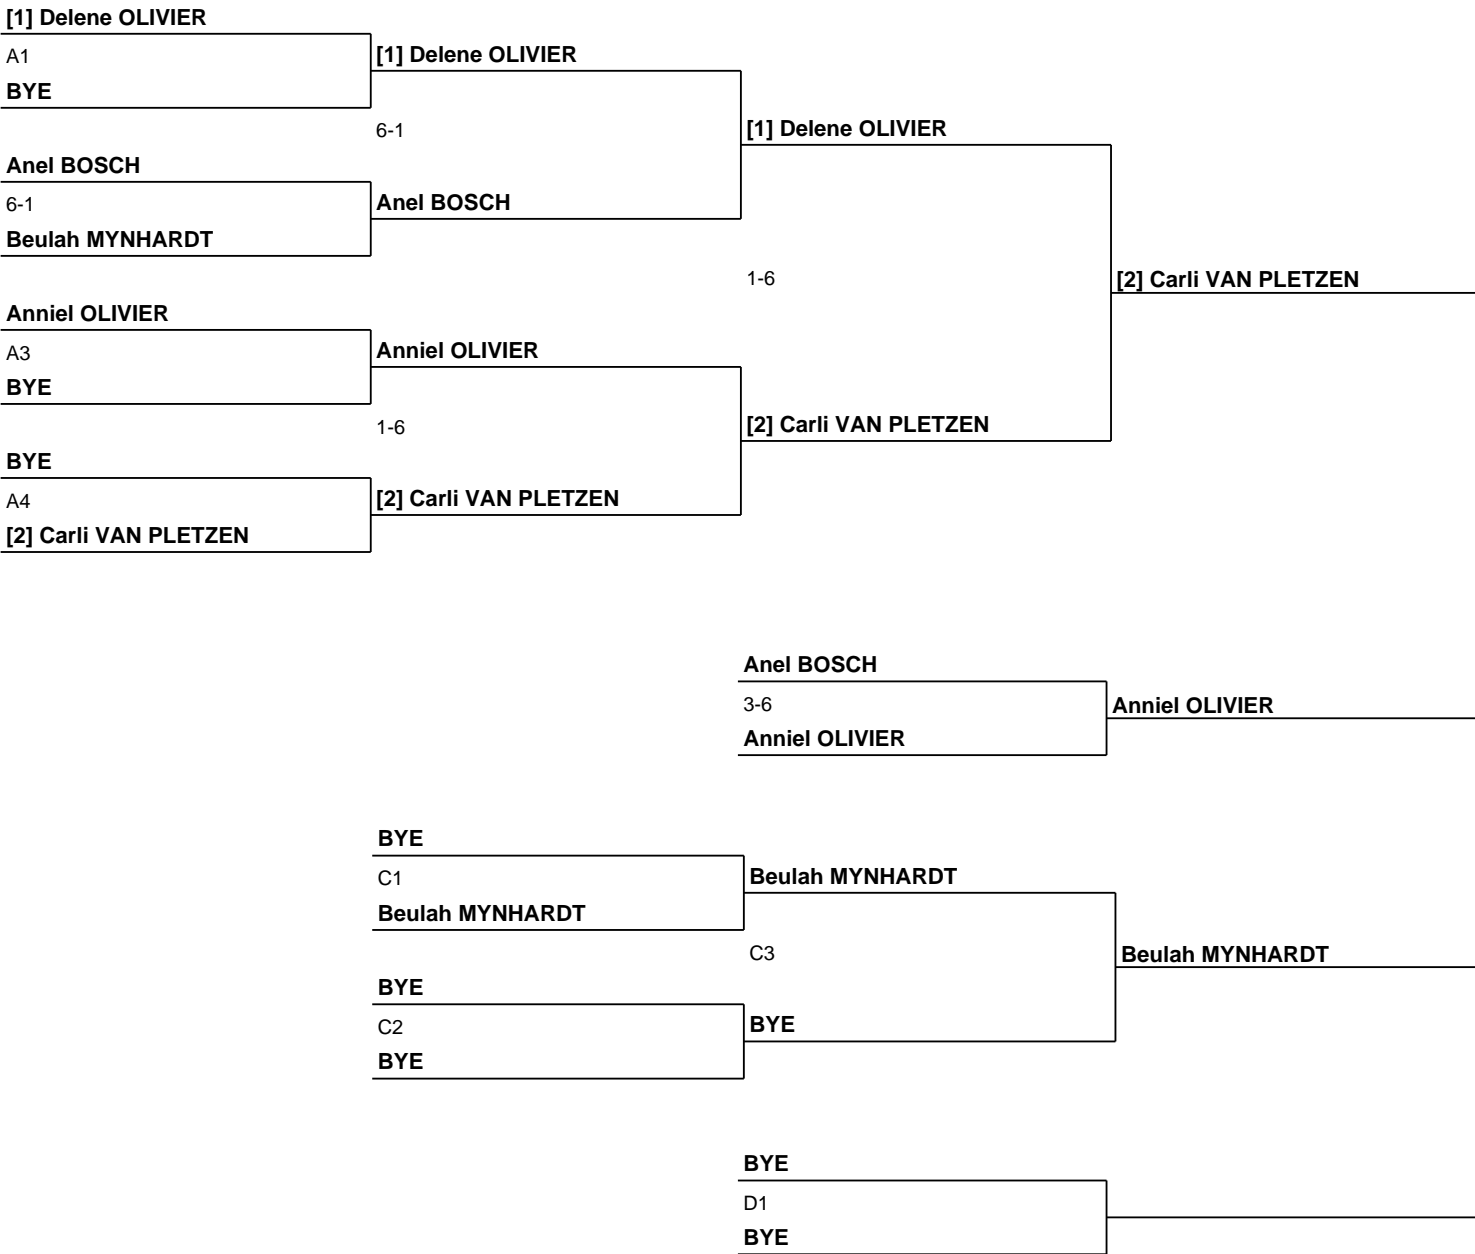 [1] Delene OLIVIER
A1
[1] Delene OLIVIER
BYE
6-1
[1] Delene OLIVIER
Anel BOSCH
6-1
Anel BOSCH
Beulah MYNHARDT
1-6
[2] Carli VAN PLETZEN
Anniel OLIVIER
A3
Anniel OLIVIER
BYE
1-6
[2] Carli VAN PLETZEN
BYE
A4
[2] Carli VAN PLETZEN
[2] Carli VAN PLETZEN
Anel BOSCH
3-6
Anniel OLIVIER
Anniel OLIVIER
BYE
C1
Beulah MYNHARDT
Beulah MYNHARDT
C3
Beulah MYNHARDT
BYE
C2
BYE
BYE
BYE
D1
BYE